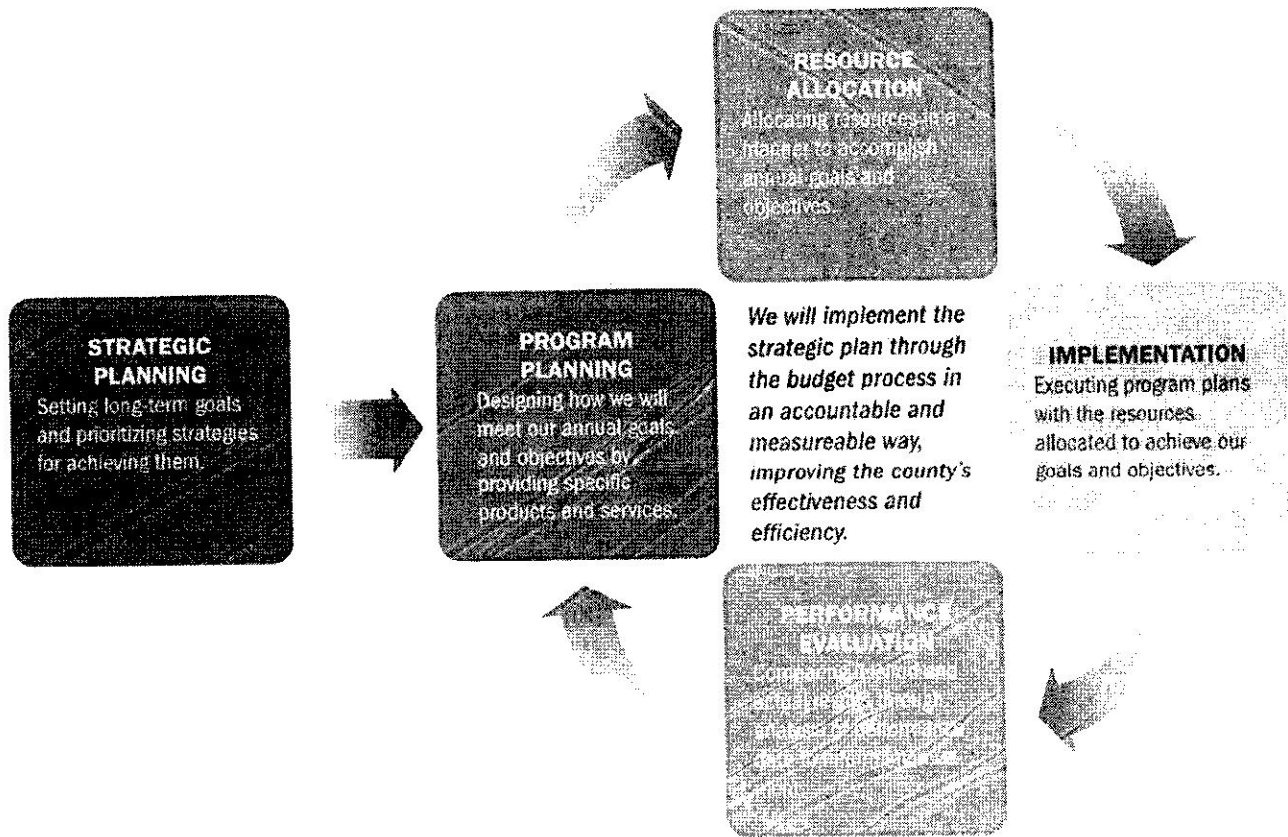 RESOURCE
ALLOCATION
Allocating resources in a
manner to accomplish
annual goals and
objectives.
STRATEGIC
PLANNING
Setting long-term goals
and prioritizing strategies
for achieving them.
PROGRAM
PLANNING
Designing how we will
meet our annual goals
and objectives by
providing specific
products and services.
We will implement the
strategic plan through
the budget process in
an accountable and
measureable way,
improving the county's
effectiveness and
efficiency.
IMPLEMENTATION
Executing program plans
with the resources
allocated to achieve our
goals and objectives.
PERFORMANCE
EVALUATION